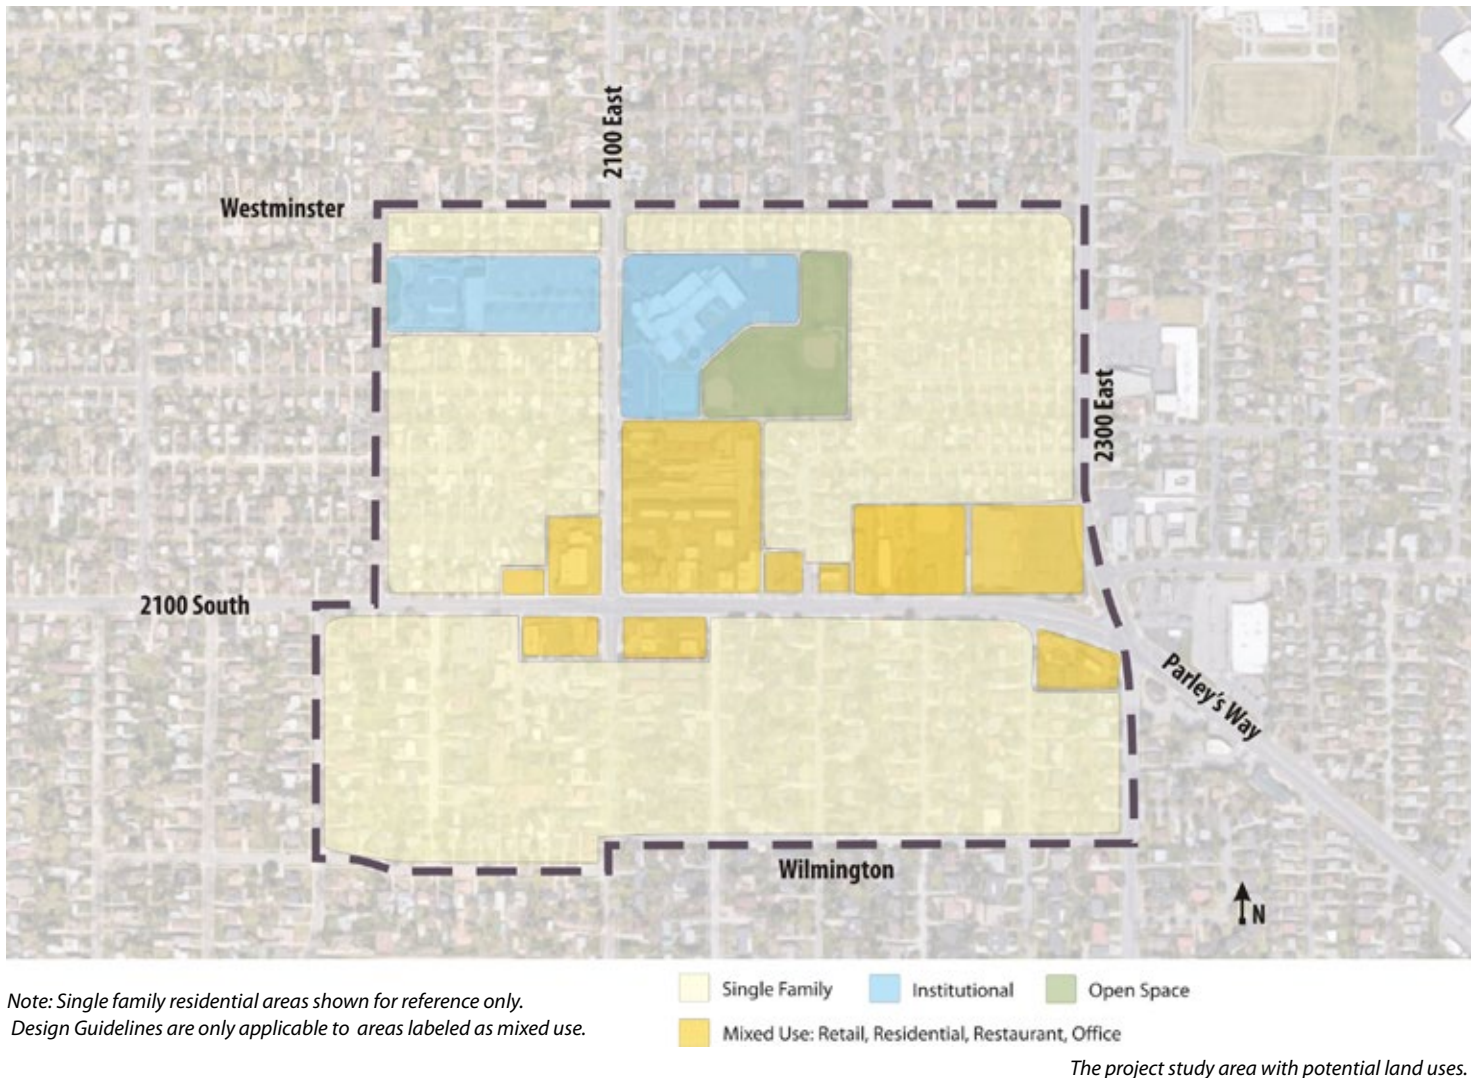 2100 East
Westminster
2300 East
2100 South
Parley's Way
Wilmington
N
Single Family
Institutional
Open Space
Mixed Use: Retail, Residential, Restaurant, Office
Note: Single family residential areas shown for reference only.
Design Guidelines are only applicable to areas labeled as mixed use.
The project study area with potential land uses.